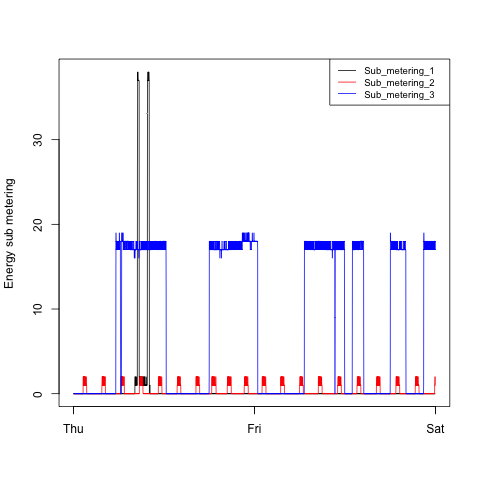 Sub_metering_1
Sub_metering_2
Sub_metering_3
Energy sub metering
30
20
10
0
Thu
Fri
Sat